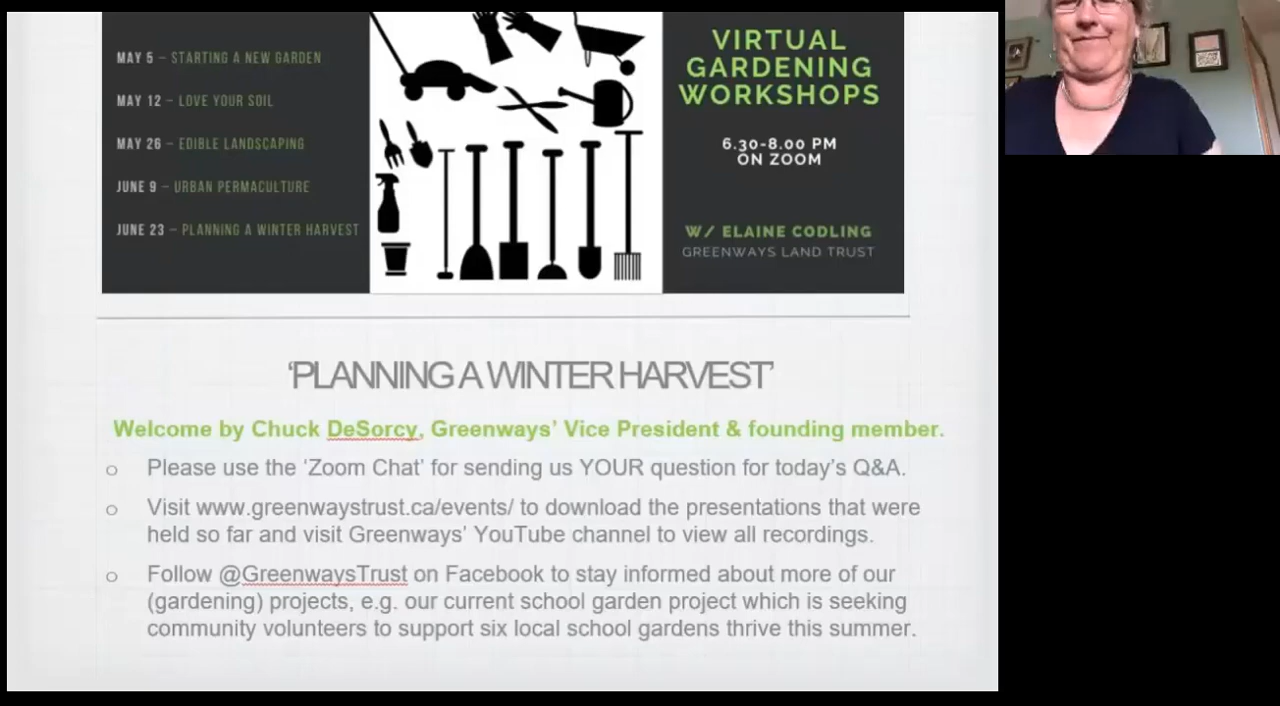 MAY 5 – STARTING A NEW GARDEN
MAY 12 – LOVE YOUR SOIL
MAY 26 – EDIBLE LANDSCAPING
JUNE 9 – URBAN PERMACULTURE
JUNE 23 – PLANNING A WINTER HARVEST
VIRTUAL
GARDENING
WORKSHOPS
6.30-8.00 PM
ON ZOOM
W/ ELAINE CODLING
GREENWAYS LAND TRUST
‘PLANNING A WINTER HARVEST’
Welcome by Chuck DeSorcy, Greenways’ Vice President & founding member.
Please use the ‘Zoom Chat’ for sending us YOUR question for today’s Q&A.
Visit www.greenwaystrust.ca/events/ to download the presentations that were
held so far and visit Greenways’ YouTube channel to view all recordings.
Follow @GreenwaysTrust on Facebook to stay informed about more of our
(gardening) projects, e.g. our current school garden project which is seeking
community volunteers to support six local school gardens thrive this summer.